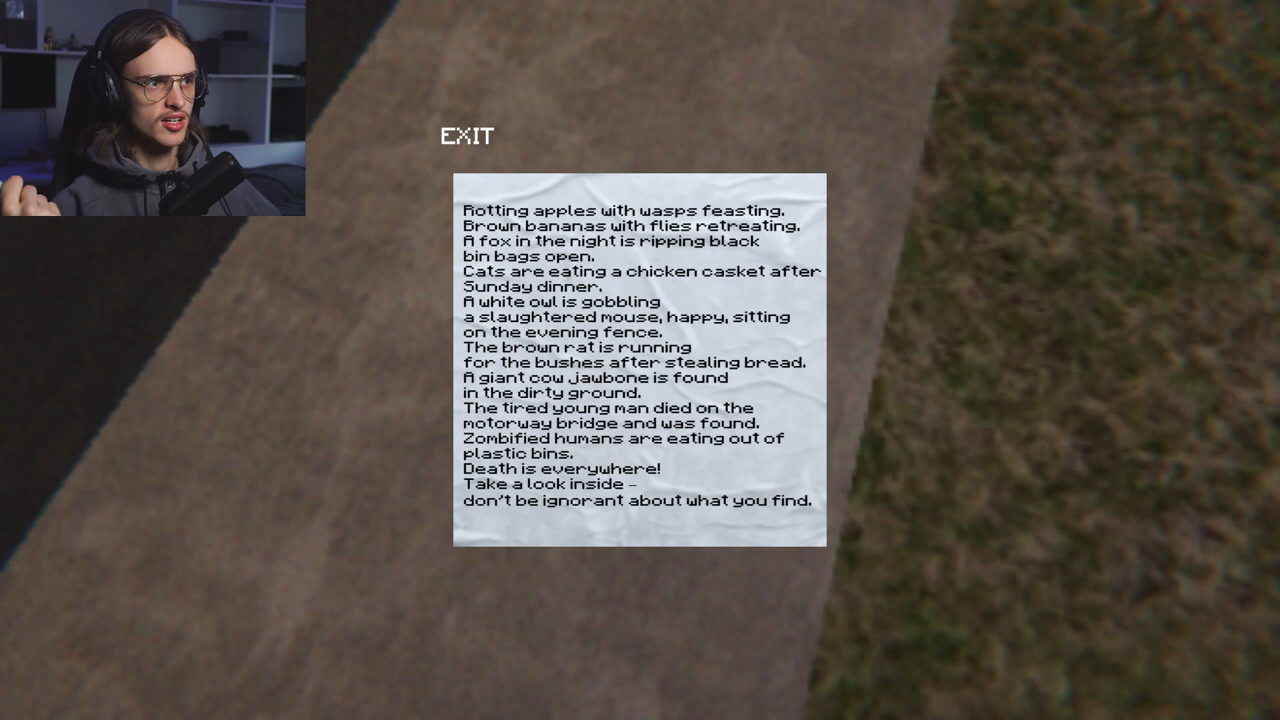 EXIT
Rotting apples with wasps feasting.
Brown bananas with flies retreating.
A fox in the night is ripping black
bin bags open.
Cats are eating a chicken casket after
Sunday dinner.
A white owl is gobbling
a slaughtered mouse, happy, sitting
on the evening fence.
The brown rat is running
for the bushes after stealing bread.
A giant cow jawbone is found
in the dirty ground.
The tired young man died on the
motorway bridge and was found.
Zombified humans are eating out of
plastic bins.
Death is everywhere!
Take a look inside –
don't be ignorant about what you find.